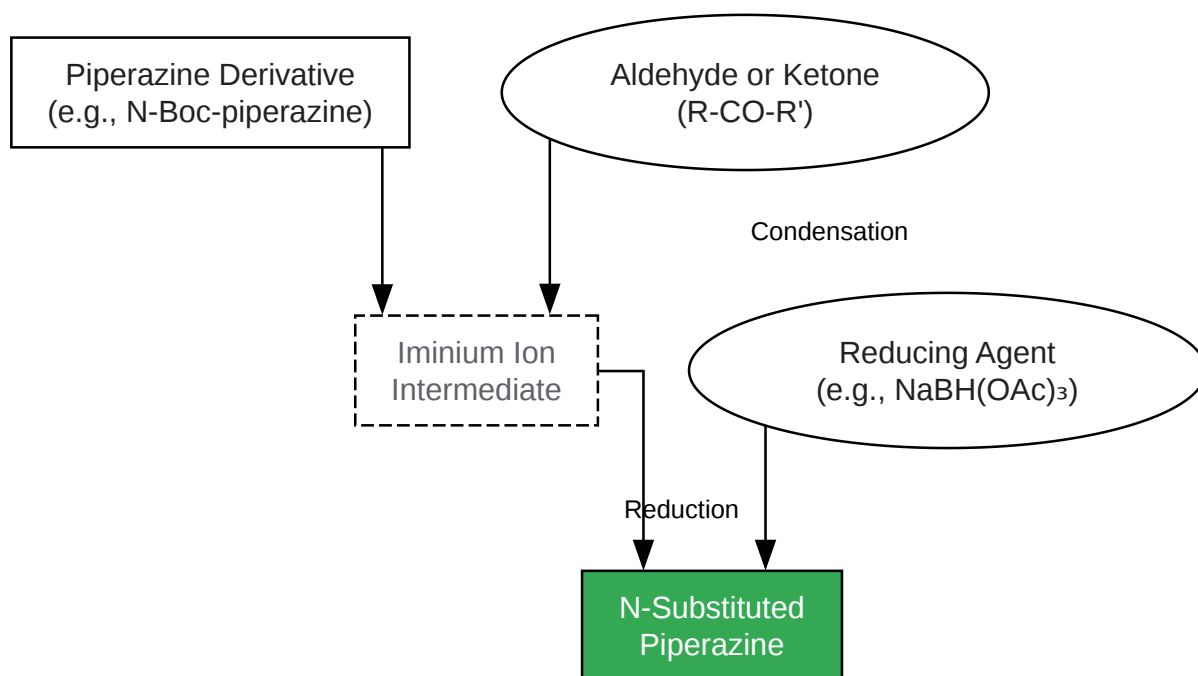 Piperazine Derivative
(e.g., N-Boc-piperazine)
Aldehyde or Ketone
(R-CO-R')
Condensation
Iminium Ion
Intermediate
Reducing Agent
(e.g., NaBH(OAc)₃)
Reduction
N-Substituted
Piperazine